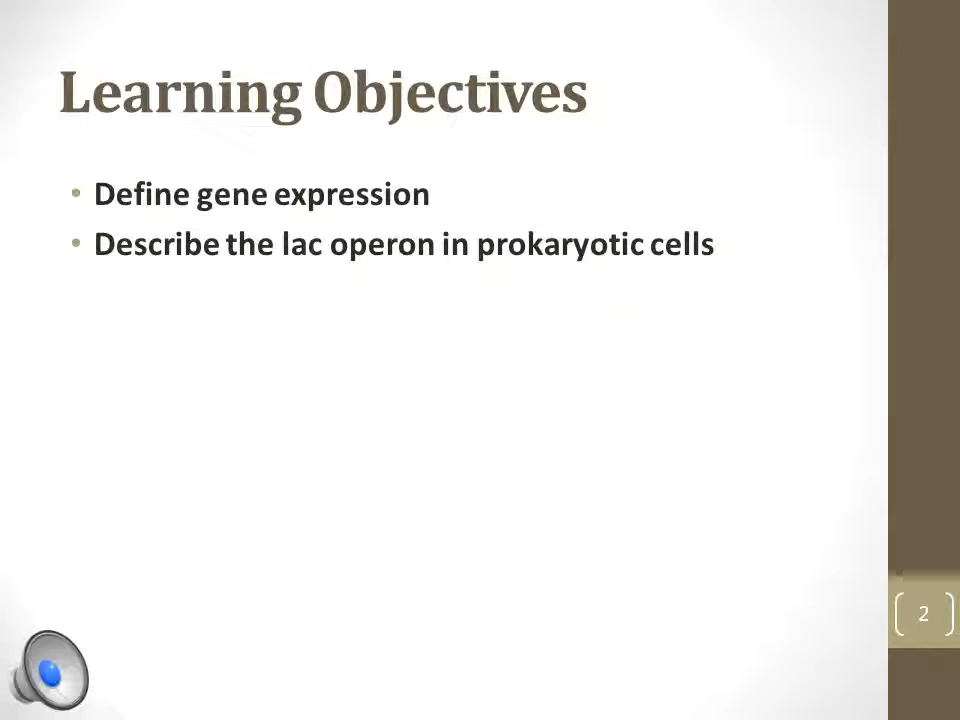 Learning Objectives
• Define gene expression
• Describe the lac operon in prokaryotic cells
2